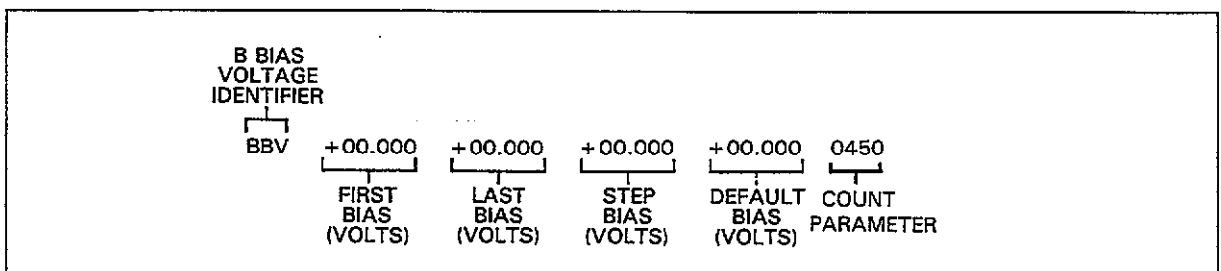 B BIAS
VOLTAGE
IDENTIFIER
BBV +00.000 +00.000 +00.000 +00.000 0450
FIRST
BIAS
(VOLTS)
LAST
BIAS
(VOLTS)
STEP
BIAS
(VOLTS)
DEFAULT
BIAS
(VOLTS)
COUNT
PARAMETER